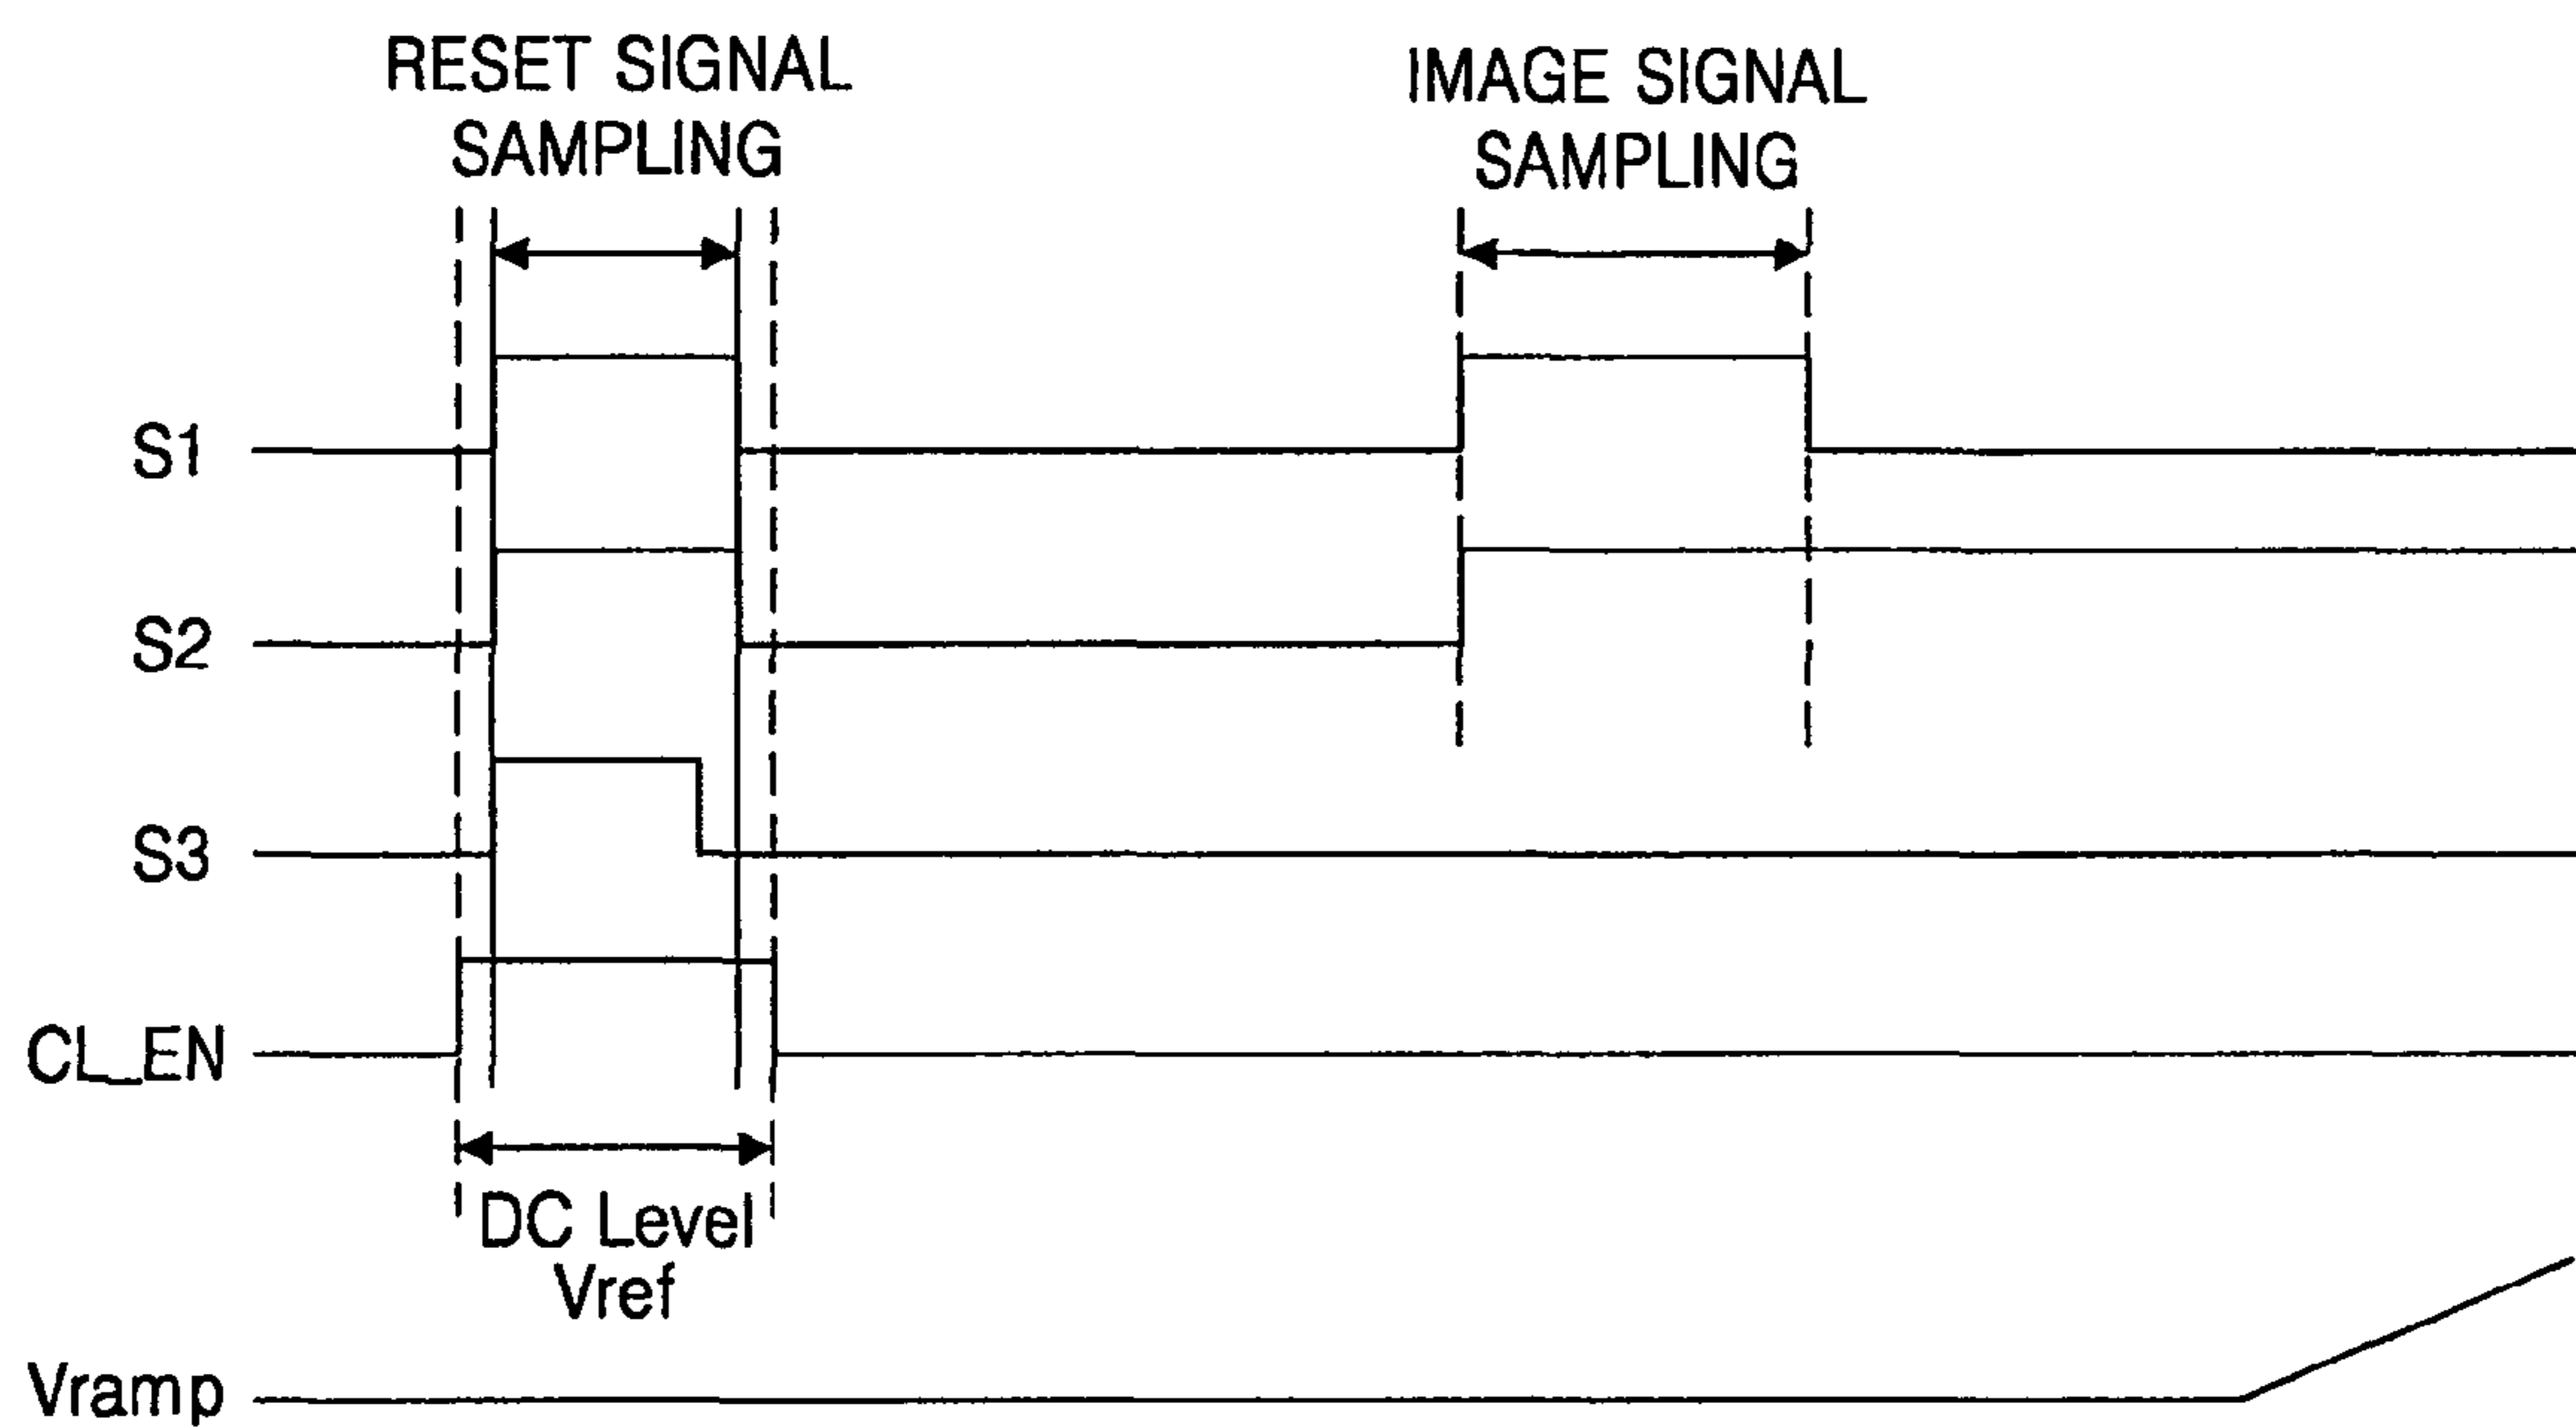 RESET SIGNAL
SAMPLING
IMAGE SIGNAL
SAMPLING
S1
S2
S3
CL_EN
DC Level
Vref
Vramp